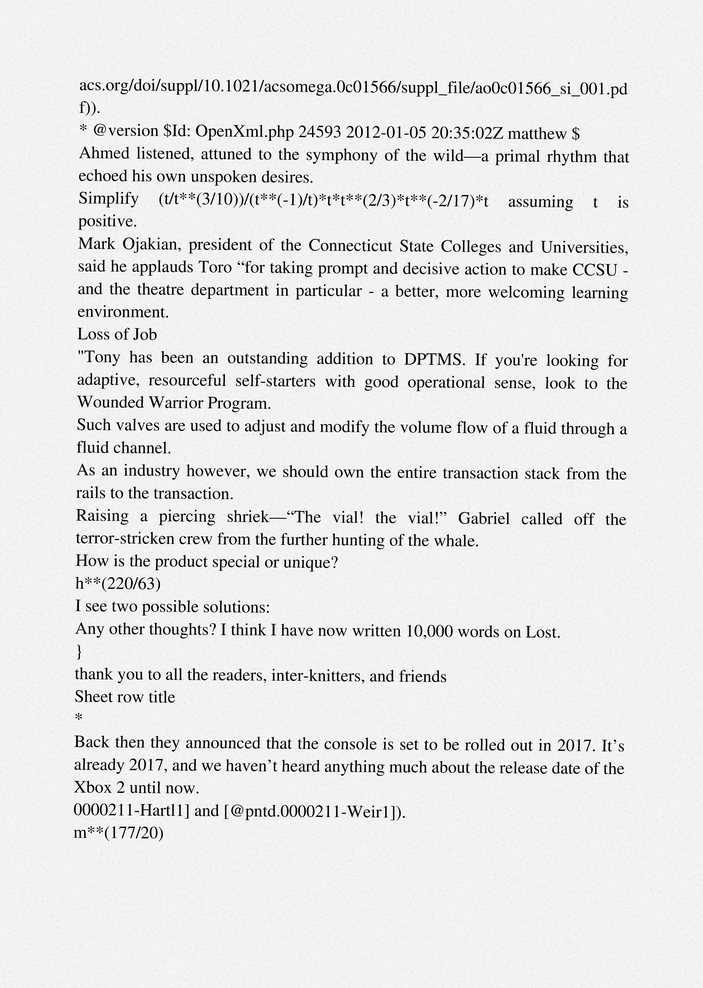 acs.org/doi/suppl/10.1021/acsomega.0c01566/suppl_file/ao0c01566_si_001.pd
f)).
* @version $Id: OpenXml.php 24593 2012-01-05 20:35:02Z matthew $
Ahmed listened, attuned to the symphony of the wild—a primal rhythm that
echoed his own unspoken desires.
Simplify (t/t**(3/10))/(t**(-1)/t)*t*t**(2/3)*t**(-2/17)*t assuming t is
positive.
Mark Ojakian, president of the Connecticut State Colleges and Universities,
said he applauds Toro “for taking prompt and decisive action to make CCSU -
and the theatre department in particular - a better, more welcoming learning
environment.
Loss of Job
"Tony has been an outstanding addition to DPTMS. If you're looking for
adaptive, resourceful self-starters with good operational sense, look to the
Wounded Warrior Program.
Such valves are used to adjust and modify the volume flow of a fluid through a
fluid channel.
As an industry however, we should own the entire transaction stack from the
rails to the transaction.
Raising a piercing shriek—“The vial! the vial!” Gabriel called off the
terror-stricken crew from the further hunting of the whale.
How is the product special or unique?
h**(220/63)
I see two possible solutions:
Any other thoughts? I think I have now written 10,000 words on Lost.
}
thank you to all the readers, inter-knitters, and friends
Sheet row title
*
Back then they announced that the console is set to be rolled out in 2017. It’s
already 2017, and we haven’t heard anything much about the release date of the
Xbox 2 until now.
0000211-Hartl1] and [@pntd.0000211-Weir1]).
m**(177/20)